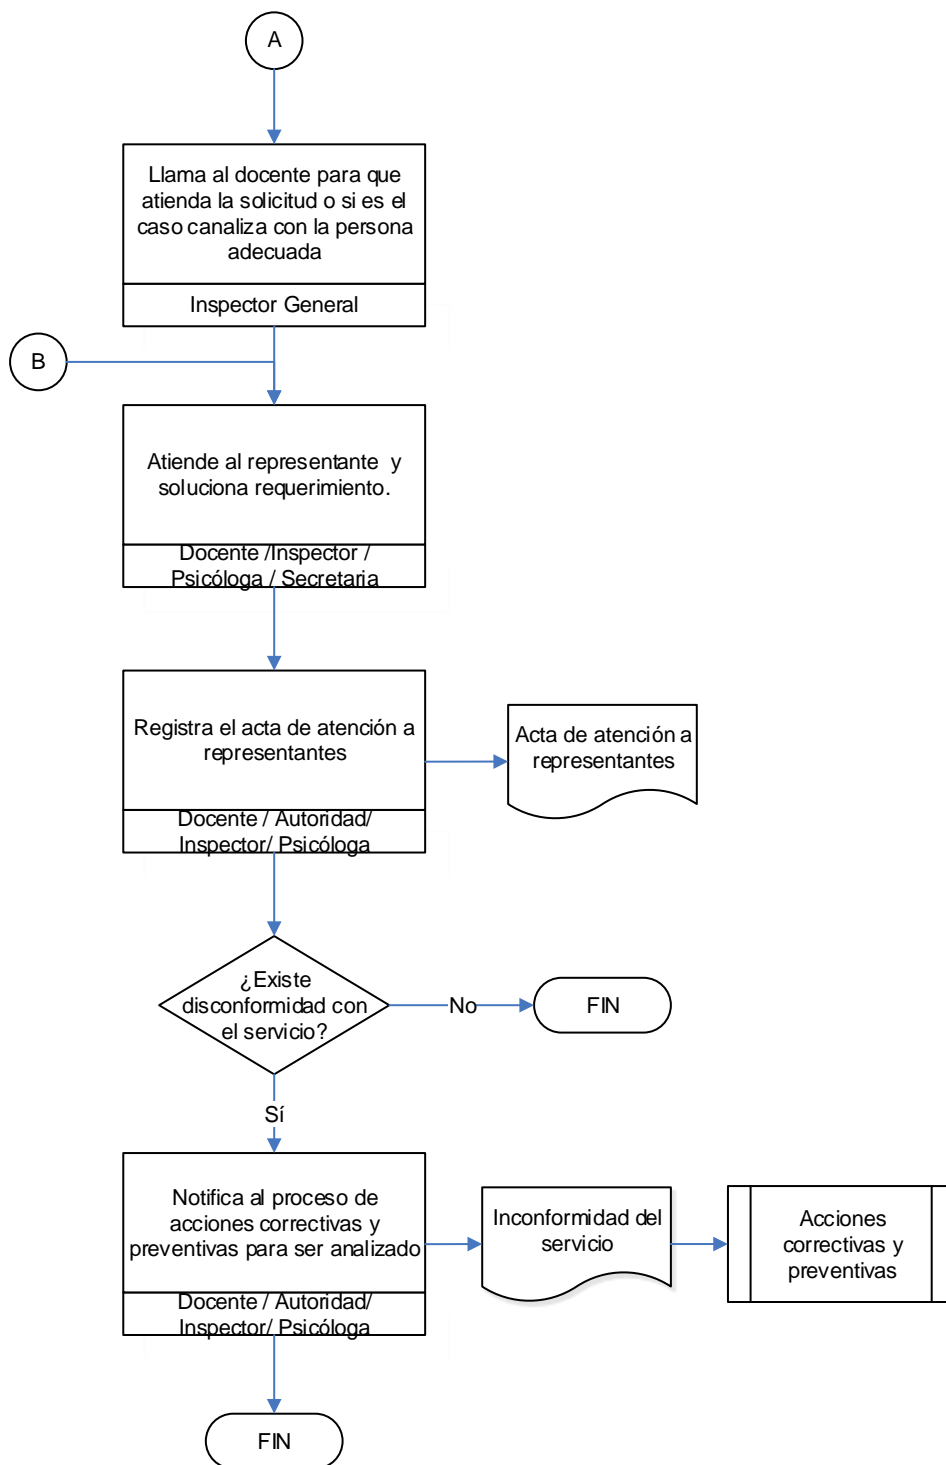 A
Llama al docente para que
atienda la solicitud o si es el
caso canaliza con la persona
adecuada
Inspector General
B
Atiende al representante y
soluciona requerimiento.
Docente /Inspector /
Psicóloga / Secretaria
Registra el acta de atención a
representantes
Docente / Autoridad/
Inspector/ Psicóloga
Acta de atención a
representantes
¿Existe
disconformidad con
el servicio?
No
FIN
Sí
Notifica al proceso de
acciones correctivas y
preventivas para ser analizado
Docente / Autoridad/
Inspector/ Psicóloga
Inconformidad del
servicio
Acciones
correctivas y
preventivas
FIN